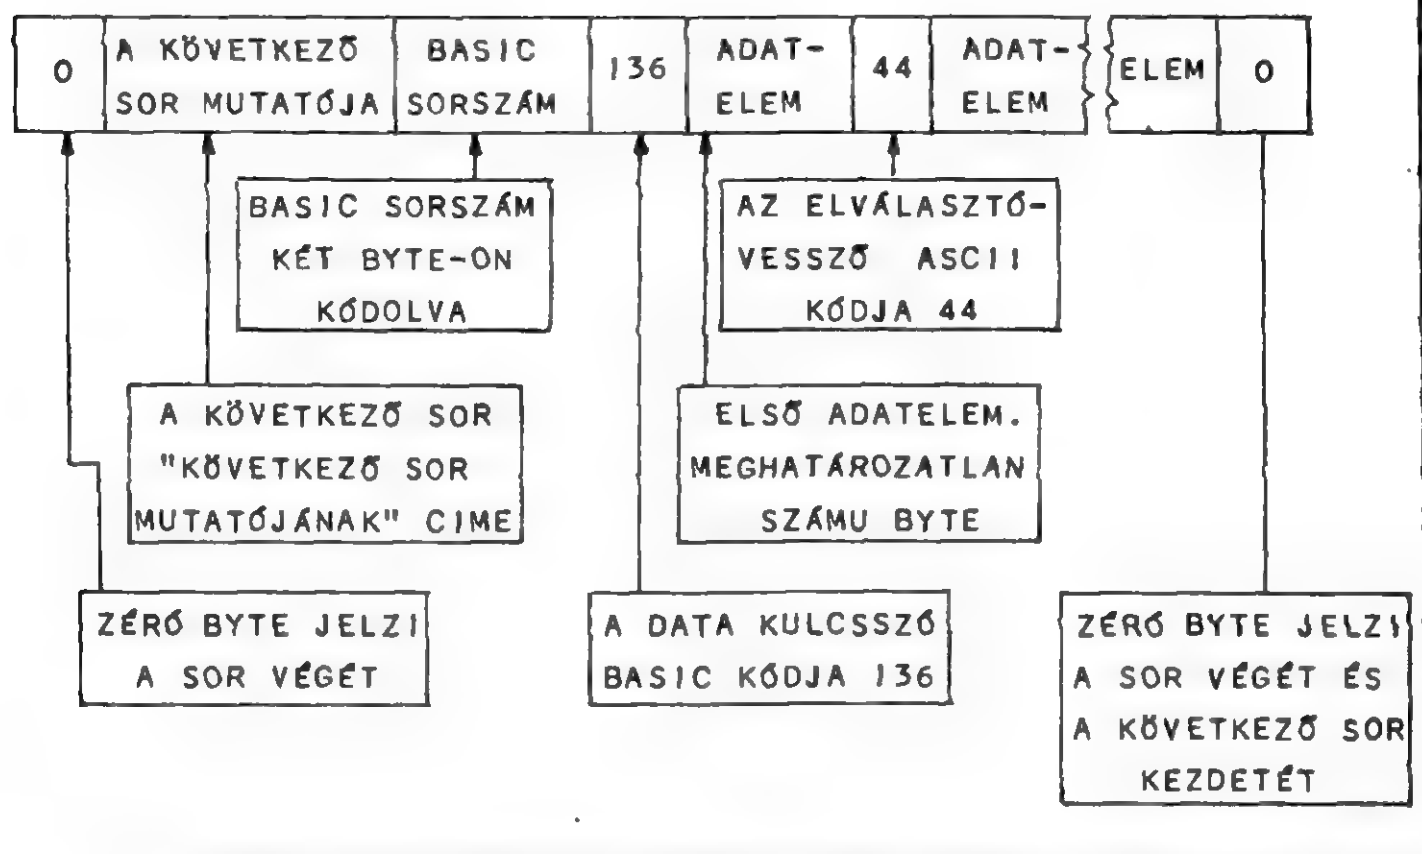 0
A KÖVETKEZŐ
SOR MUTATÓJA
BASIC
SORSZÁM
136
ADAT-
ELEM
44
ADAT-
ELEM
ELEM
0
BASIC SORSZÁM
KÉT BYTE-ON
KÓDOLVA
AZ ELVÁLASZTÓ-
VESSZŐ ASCII
KÓDJA 44
A KÖVETKEZŐ SOR
"KÖVETKEZŐ SOR
MUTATÓJÁNAK" CIME
ELSŐ ADATELEM.
MEGHATÁROZATLAN
SZÁMU BYTE
ZÉRÓ BYTE JELZI
A SOR VÉGÉT
A DATA KULCSSZÓ
BASIC KÓDJA 136
ZÉRÓ BYTE JELZI
A SOR VÉGÉT ÉS
A KÖVETKEZŐ SOR
KEZDETÉT